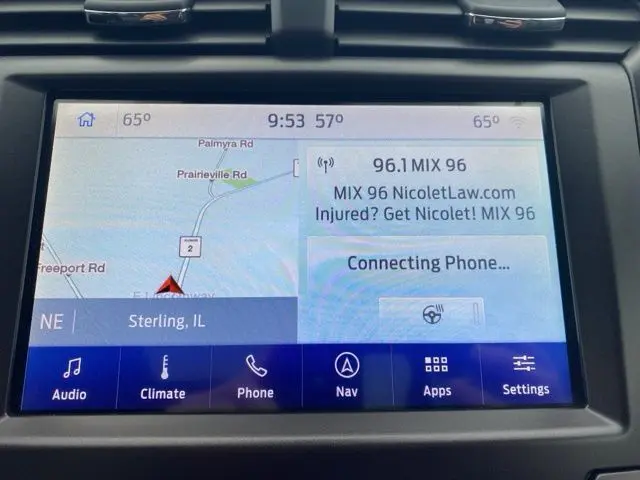 65° 9:53 57° 65°
Palmyra Rd
Prairieville Rd
2
Freeport Rd
NE
Sterling, IL
96.1 MIX 96
MIX 96 NicoletLaw.com
Injured? Get Nicolet! MIX 96
Connecting Phone...
Audio
Climate
Phone
Nav
Apps
Settings